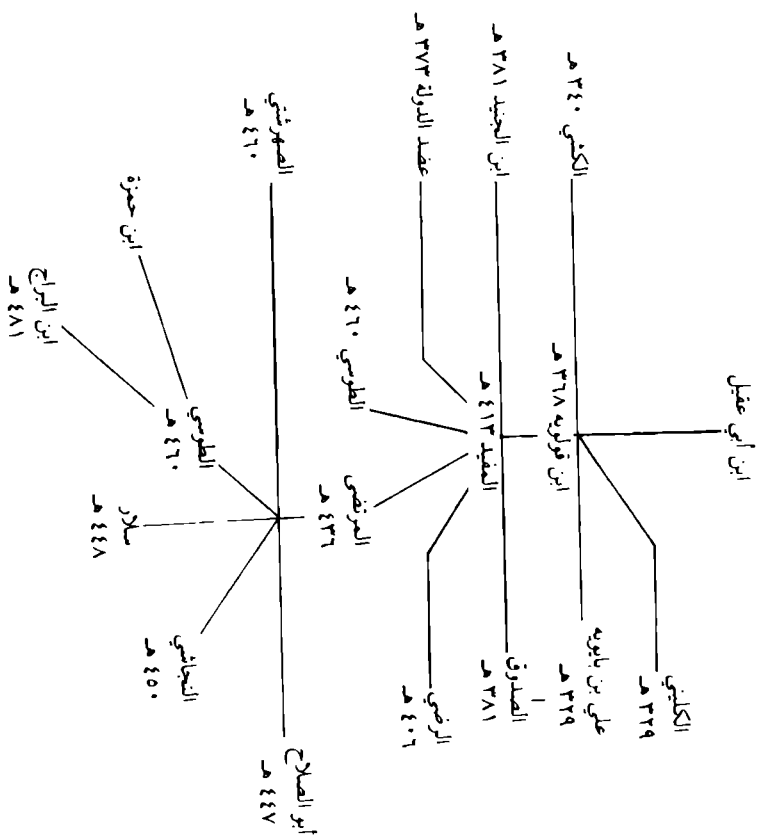 ابن أبي عقيل
الكليني
٣٢٩ هـ
علي بن بابويه
٣٢٩ هـ
ابن قولويه ٣٦٨ هـ
الكشي ٣٤٠ هـ
الصدوق
٣٨١ هـ
المفيد ٤١٣ هـ
ابن الجنيد ٣٨١ هـ
الرضي
٤٠٦ هـ
عضد الدولة ٣٧٣ هـ
الطوسي ٤٦٠ هـ
المرتضى
٤٣٦ هـ
أبو الصلاح
٤٤٧ هـ
الصهرشتي
٤٦٠ هـ
النجاشي
٤٥٠ هـ
الطوسي
٤٦٠ هـ
سلار
٤٤٨ هـ
ابن حمزة
ابن البراج
٤٨١ هـ